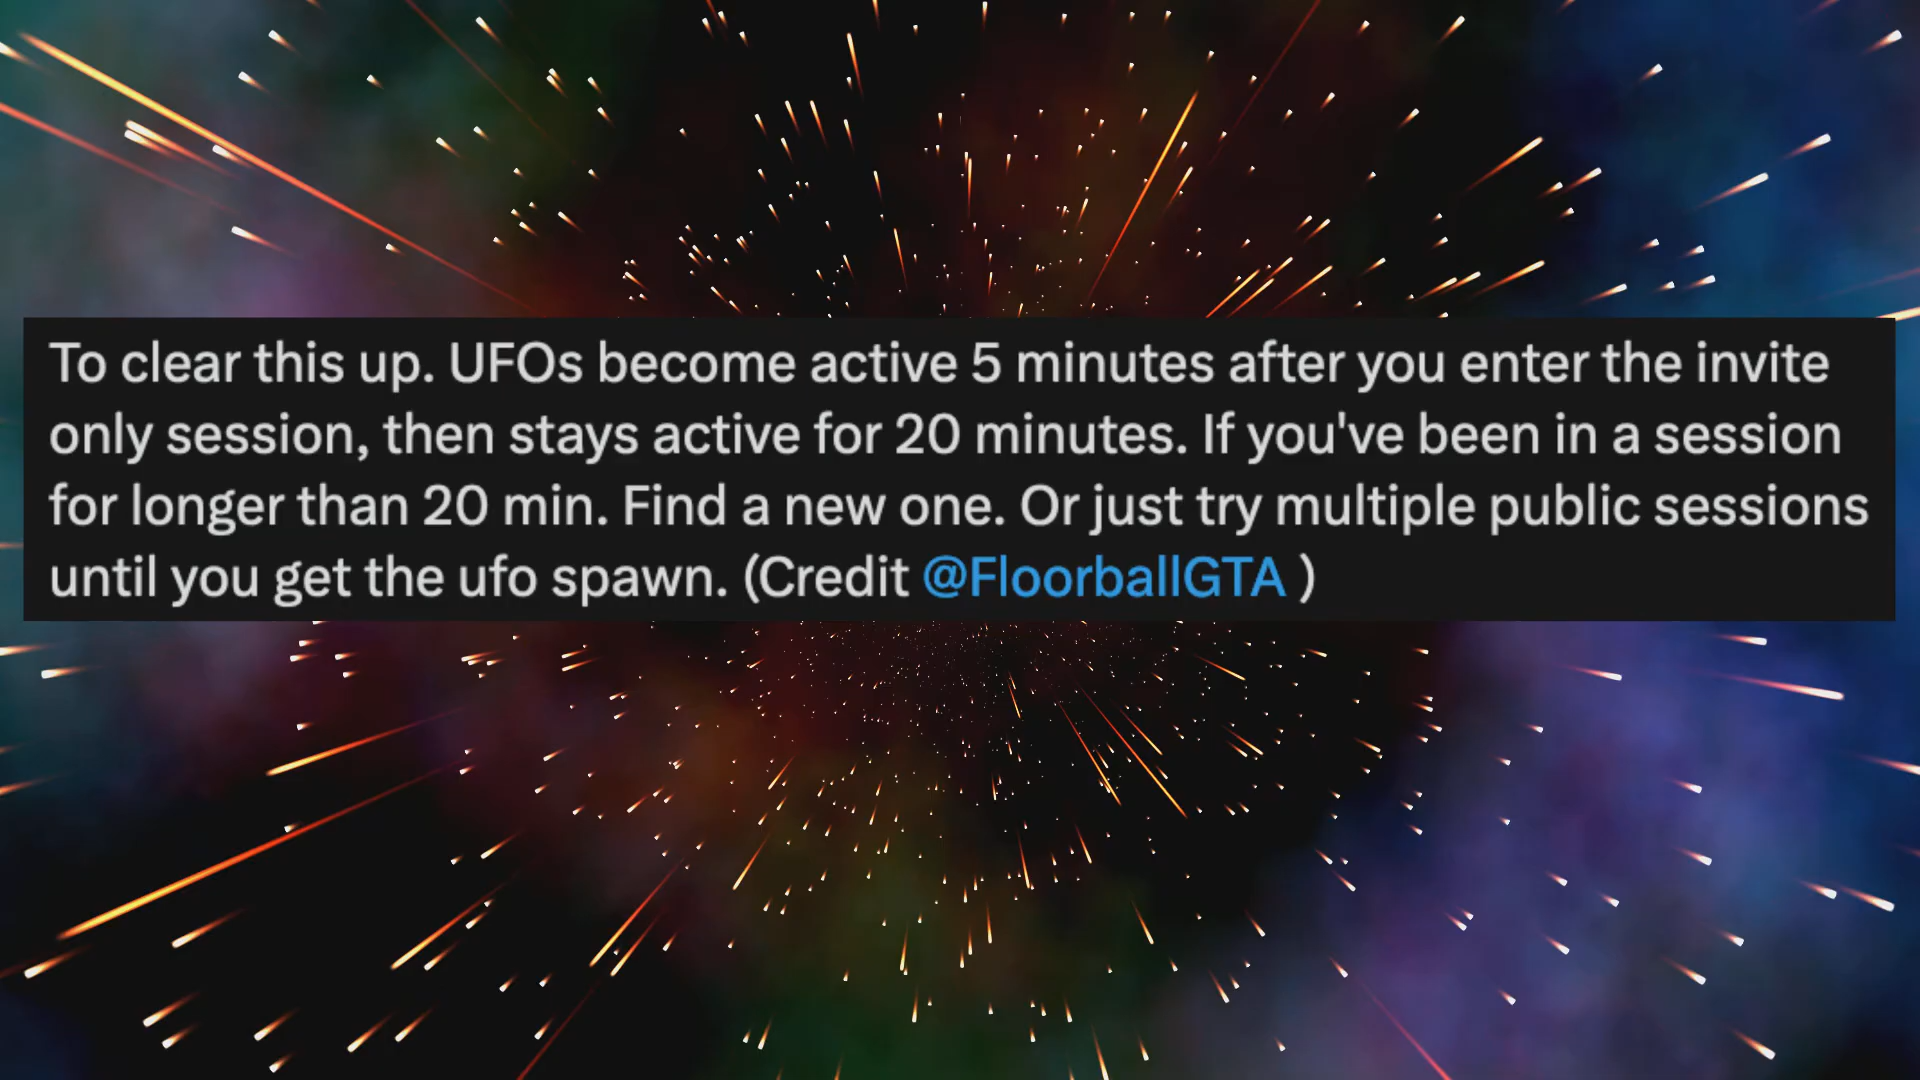 To clear this up. UFOs become active 5 minutes after you enter the invite
only session, then stays active for 20 minutes. If you've been in a session
for longer than 20 min. Find a new one. Or just try multiple public sessions
until you get the ufo spawn. (Credit @FloorballGTA )